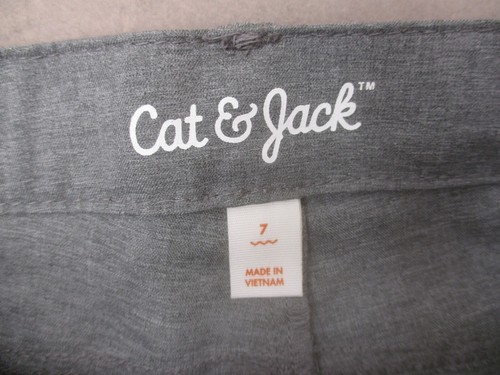 Cat & Jack™
7
MADE IN
VIETNAM